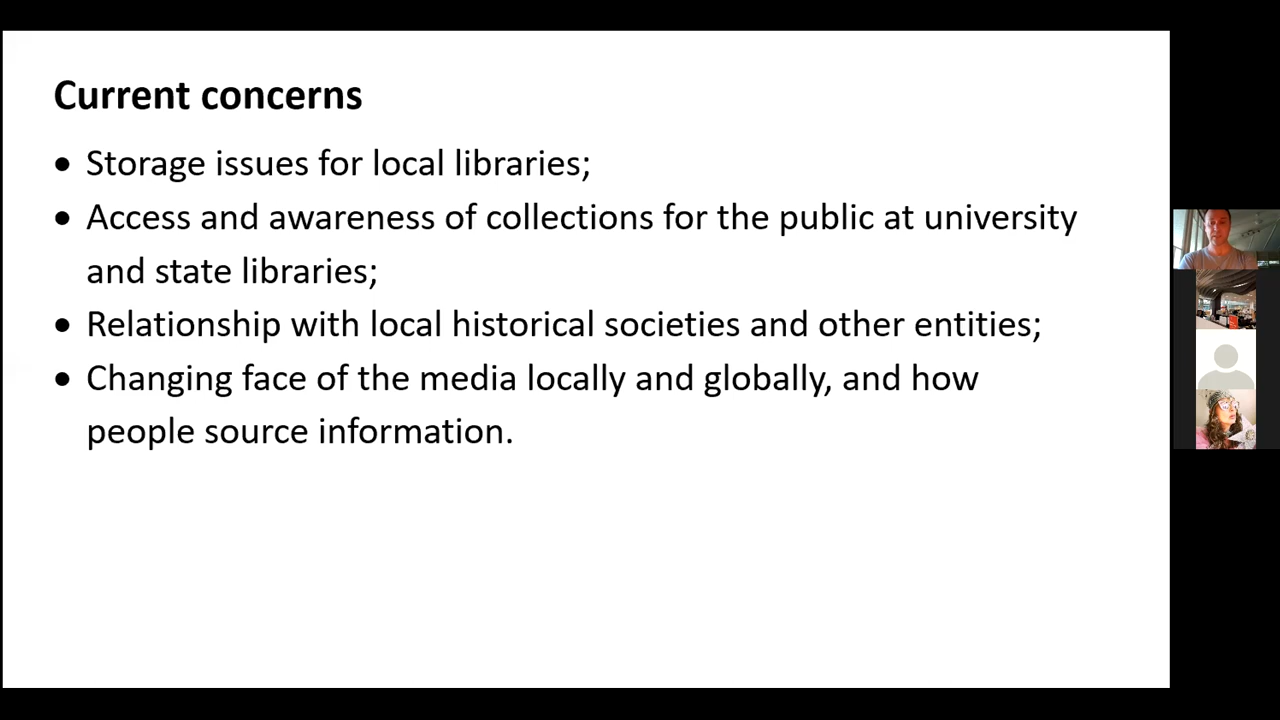 Current concerns
• Storage issues for local libraries;
• Access and awareness of collections for the public at university
and state libraries;
• Relationship with local historical societies and other entities;
• Changing face of the media locally and globally, and how
people source information.